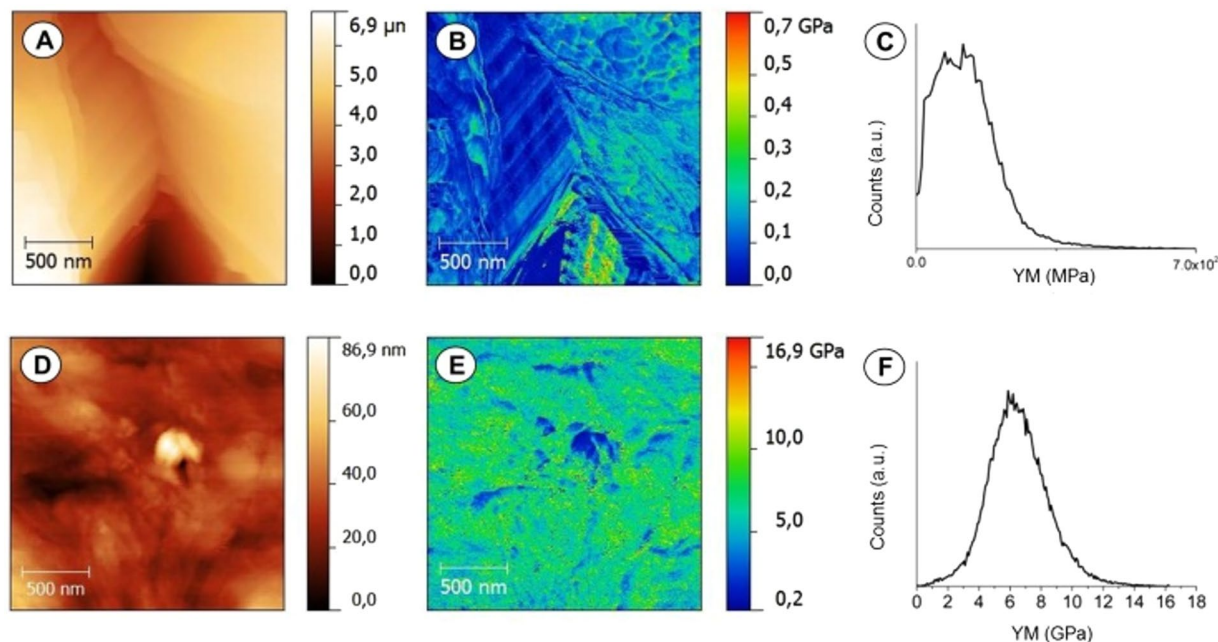 A
6,9 µn
5,0
4,0
3,0
2,0
1,0
0,0
500 nm
B
0,7 GPa
0,5
0,4
0,3
0,2
0,1
0,0
500 nm
C
Counts (a.u.)
0.0
7.0x10²
YM (MPa)
D
86,9 nm
60,0
40,0
20,0
0,0
500 nm
E
16,9 GPa
10,0
5,0
0,2
500 nm
F
Counts (a.u.)
0 2 4 6 8 10 12 14 16 18
YM (GPa)